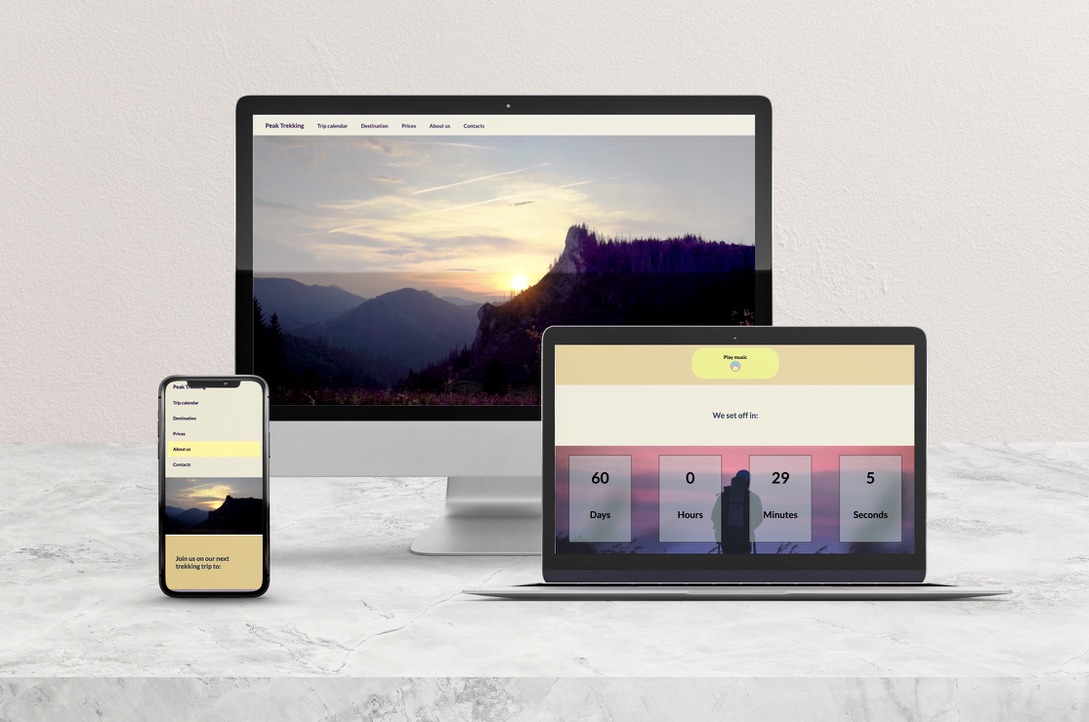 Peak Trekking Trip calendar Destination Prices About us Contacts
Play music
We set off in:
60 0 29 5
Days Hours Minutes Seconds
Peak Trekking
Trip calendar
Destination
Prices
About us
Contacts
Join us on our next
trekking trip to: